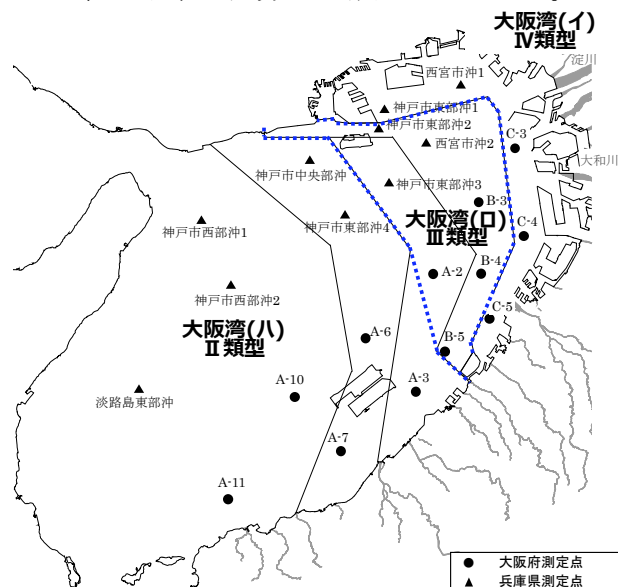 大阪湾(イ)
Ⅳ類型
淀川
西宮市沖1
神戸市東部沖1
神戸市東部沖2
西宮市沖2
C-3
大和川
神戸市中央部沖
神戸市東部沖3
B-3
神戸市西部沖1
神戸市東部沖4
大阪湾(ロ)
Ⅲ類型
C-4
A-2
B-4
神戸市西部沖2
C-5
大阪湾(ハ)
Ⅱ類型
A-6
B-5
淡路島東部沖
A-10
A-3
A-7
A-11
● 大阪府測定点
▲ 兵庫県測定点